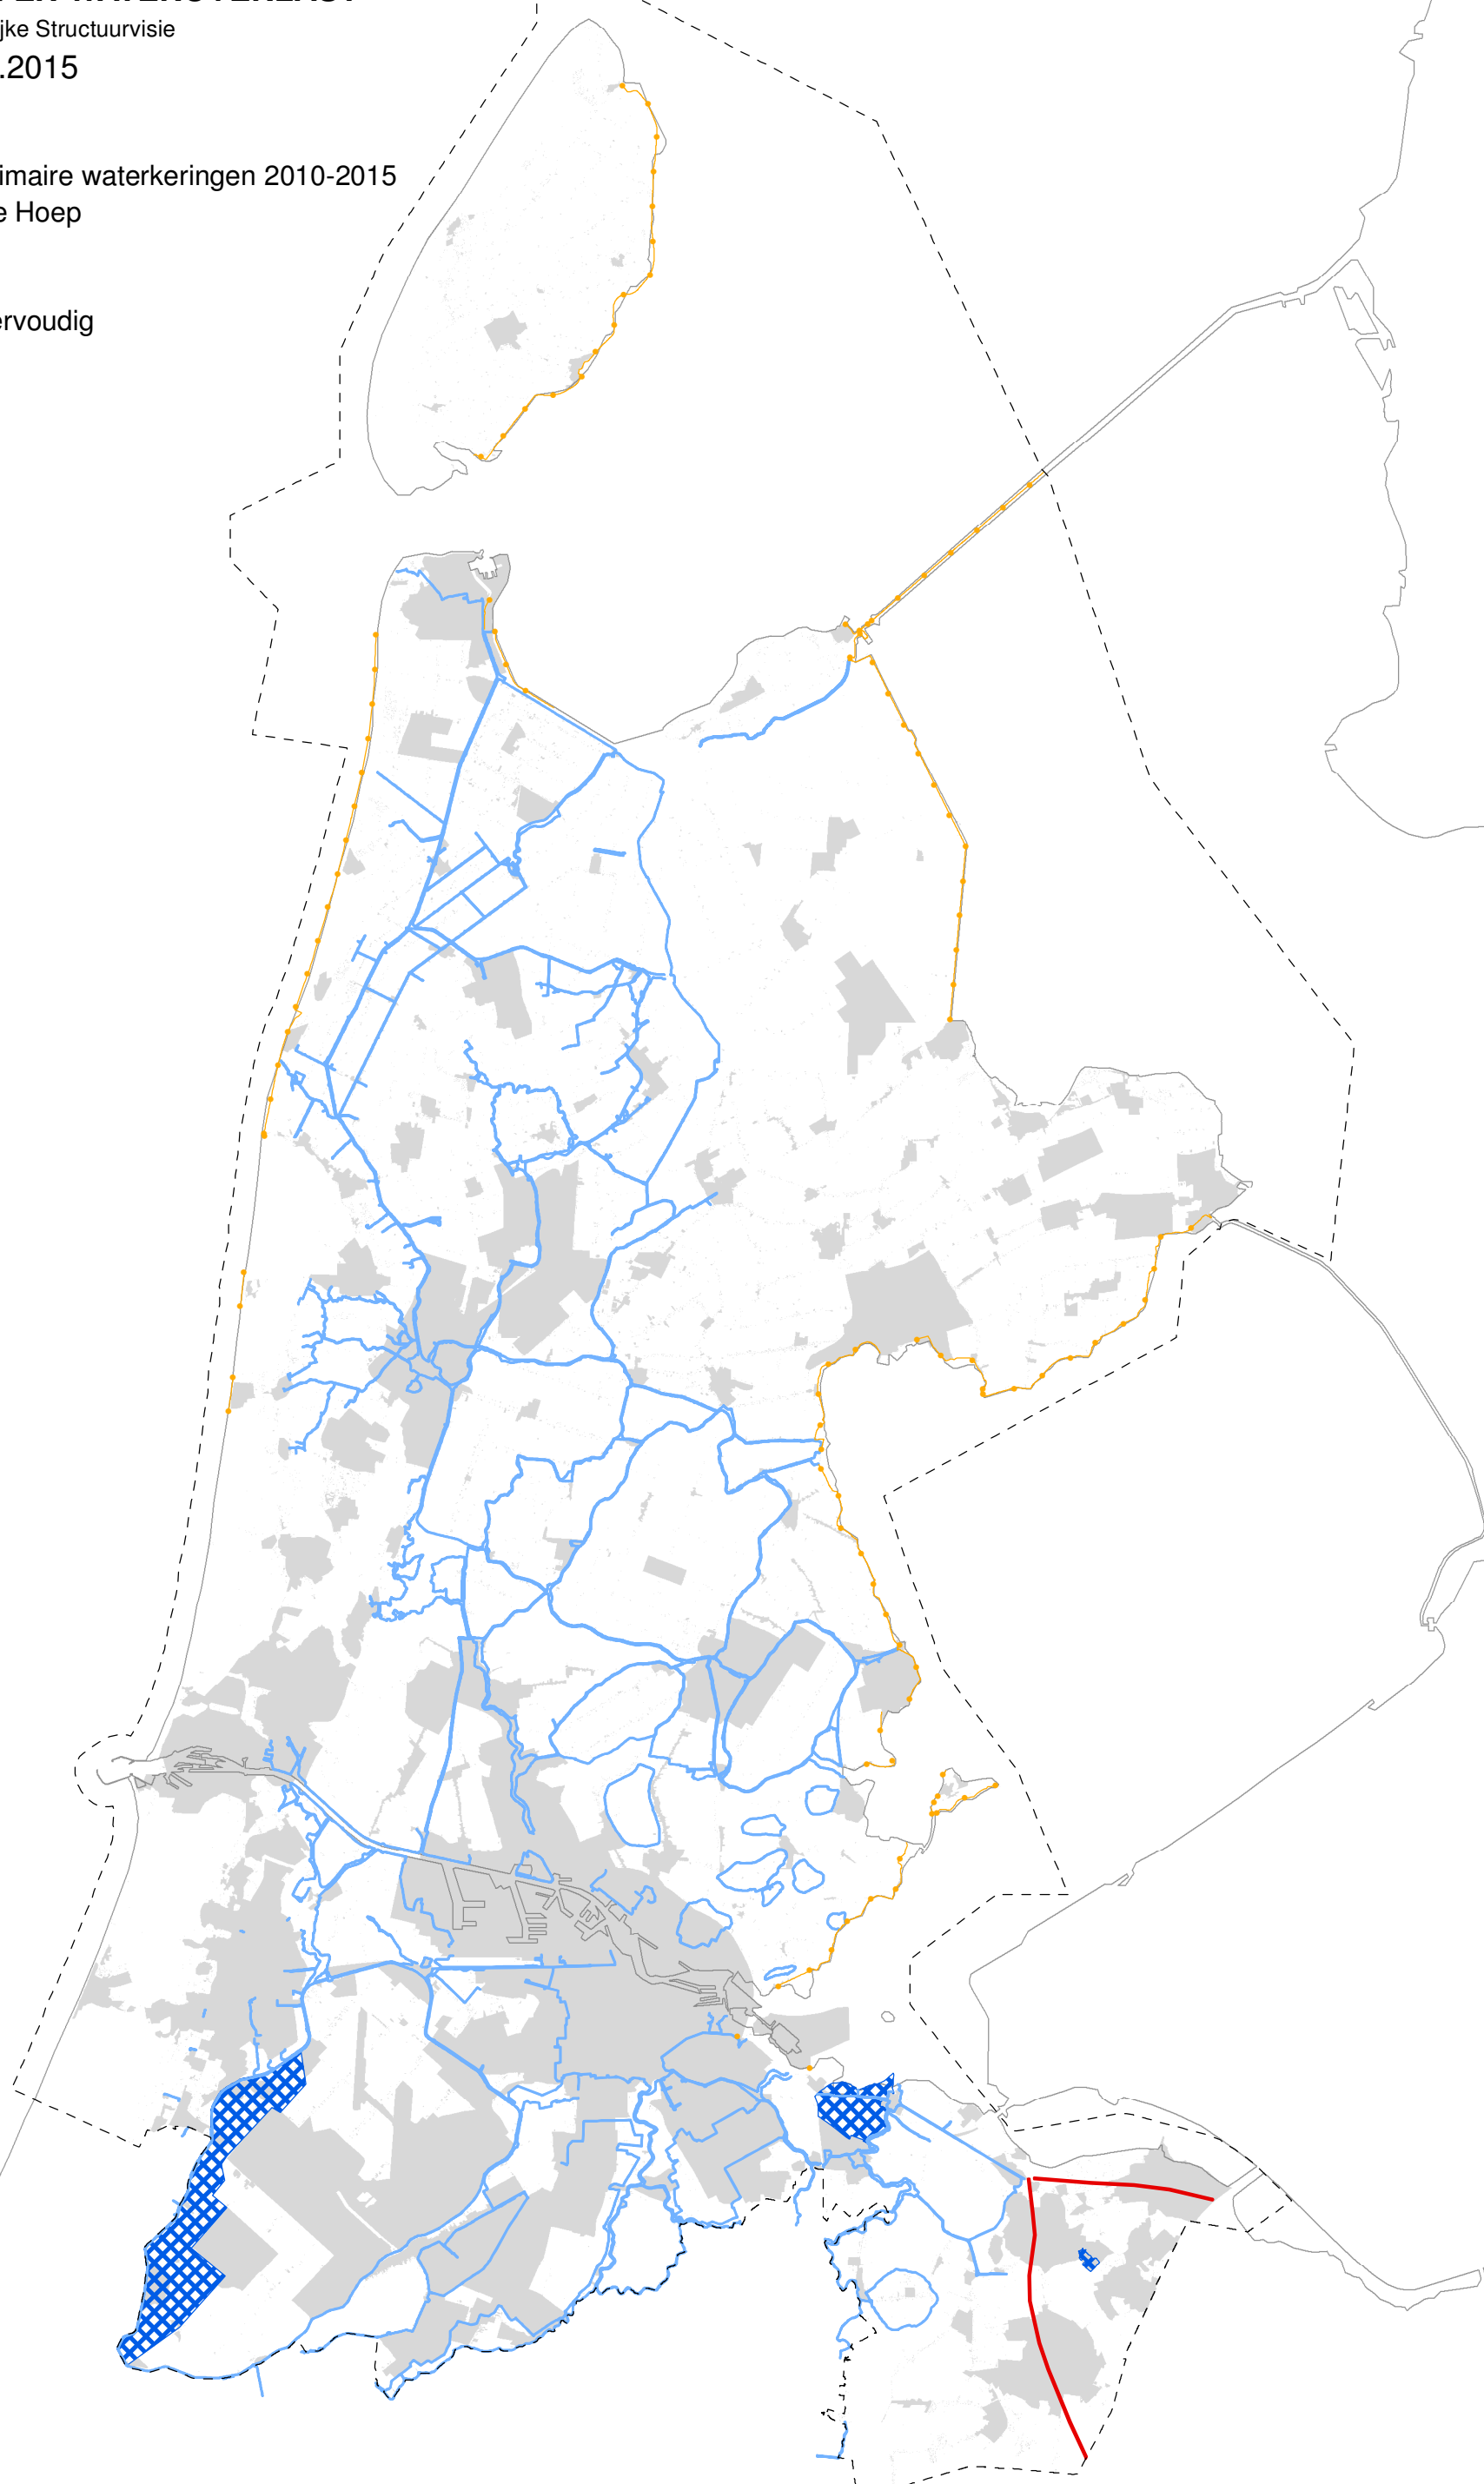 jke Structuurvisie
.2015
imaire waterkeringen 2010-2015
e Hoep
ervoudig